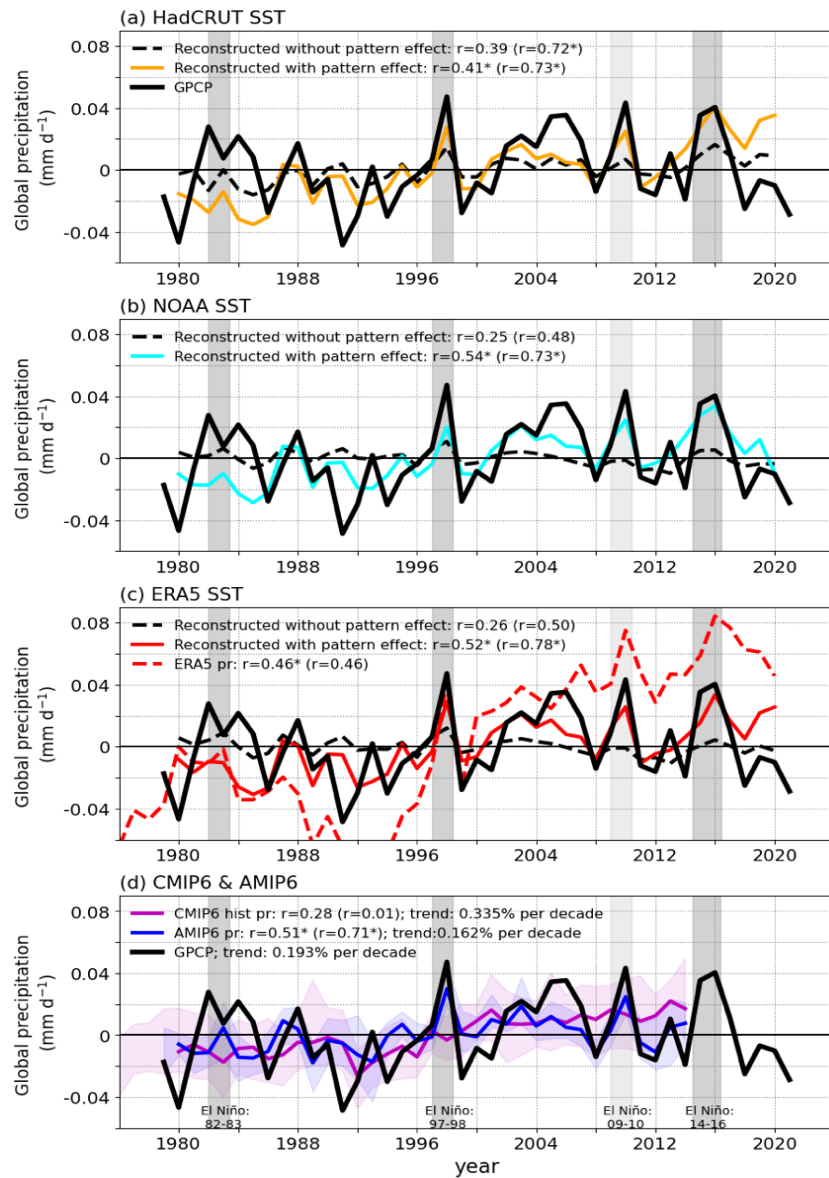 (a) HadCRUT SST
Reconstructed without pattern effect: r=0.39 (r=0.72*)
Reconstructed with pattern effect: r=0.41* (r=0.73*)
GPCP
Global precipitation
(mm d⁻¹)
0.08
0.04
0
-0.04
1980 1988 1996 2004 2012 2020
(b) NOAA SST
Reconstructed without pattern effect: r=0.25 (r=0.48)
Reconstructed with pattern effect: r=0.54* (r=0.73*)
Global precipitation
(mm d⁻¹)
0.08
0.04
0
-0.04
1980 1988 1996 2004 2012 2020
(c) ERA5 SST
Reconstructed without pattern effect: r=0.26 (r=0.50)
Reconstructed with pattern effect: r=0.52* (r=0.78*)
ERA5 pr: r=0.46* (r=0.46)
Global precipitation
(mm d⁻¹)
0.08
0.04
0
-0.04
1980 1988 1996 2004 2012 2020
(d) CMIP6 & AMIP6
CMIP6 hist pr: r=0.28 (r=0.01); trend: 0.335% per decade
AMIP6 pr: r=0.51* (r=0.71*); trend:0.162% per decade
GPCP; trend: 0.193% per decade
Global precipitation
(mm d⁻¹)
0.08
0.04
0
-0.04
El Niño: El Niño: El Niño: El Niño:
82-83 97-98 09-10 14-16
1980 1988 1996 2004 2012 2020
year